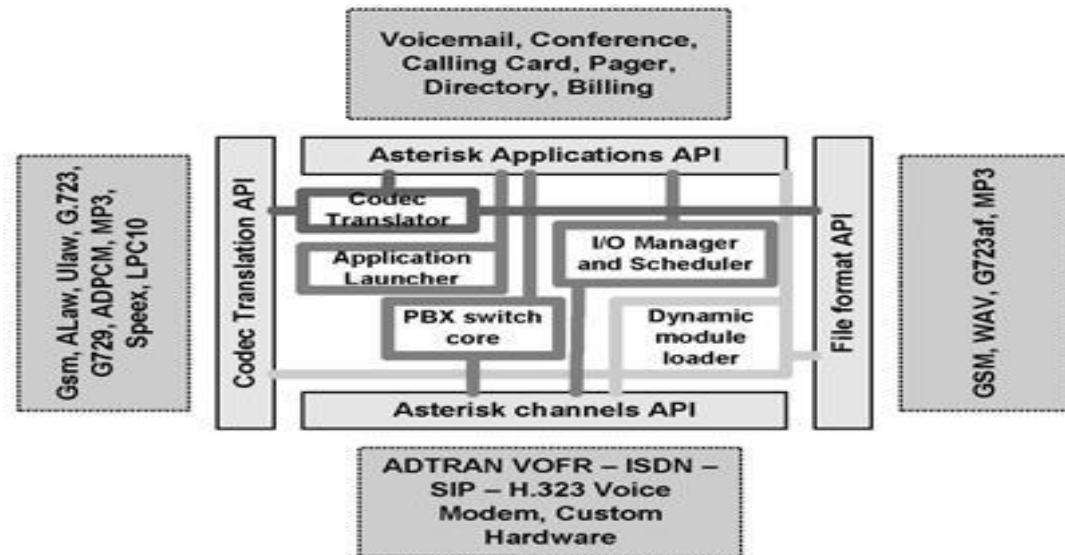 Voicemail, Conference,
Calling Card, Pager,
Directory, Billing
Asterisk Applications API
Gsm, ALaw, Ulaw, G.723,
G729, ADPCM, MP3,
Speex, LPC10
Codec Translation API
Codec
Translator
Application
Launcher
I/O Manager
and Scheduler
PBX switch
core
Dynamic
module
loader
File format API
GSM, WAV, G723af, MP3
Asterisk channels API
ADTRAN VOFR – ISDN –
SIP – H.323 Voice
Modem, Custom
Hardware